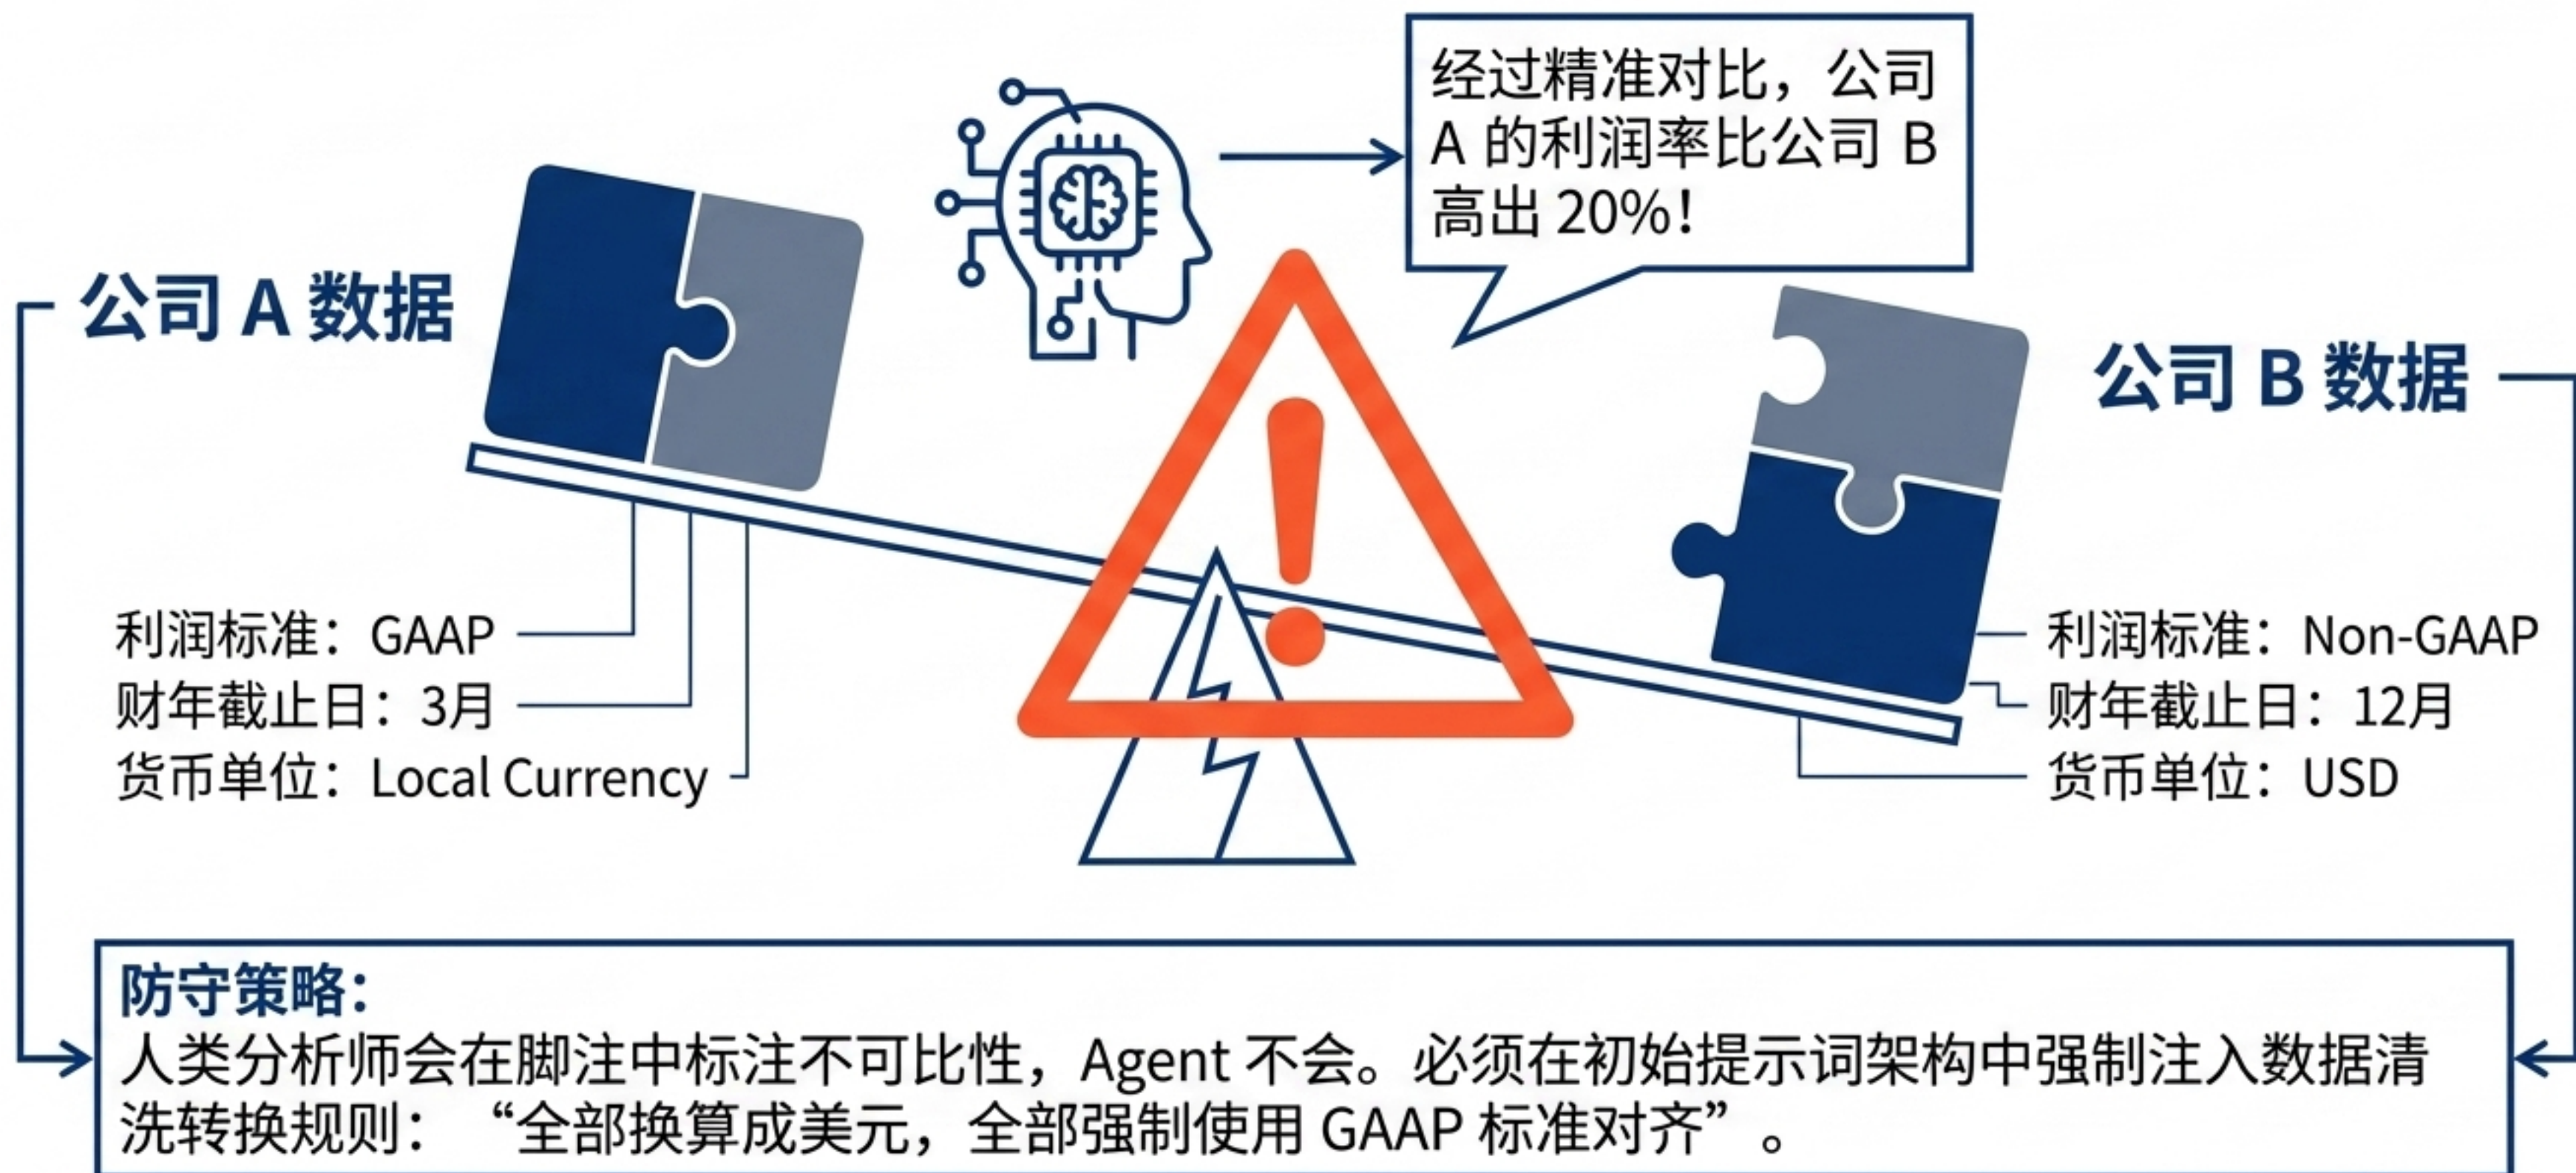 经过精准对比，公司
A 的利润率比公司 B
高出 20%！
公司 A 数据
公司 B 数据
利润标准：GAAP
财年截止日：3月
货币单位：Local Currency
利润标准：Non-GAAP
财年截止日：12月
货币单位：USD
防守策略：
人类分析师会在脚注中标注不可比性，Agent 不会。必须在初始提示词架构中强制注入数据清
洗转换规则：“全部换算成美元，全部强制使用 GAAP 标准对齐”。